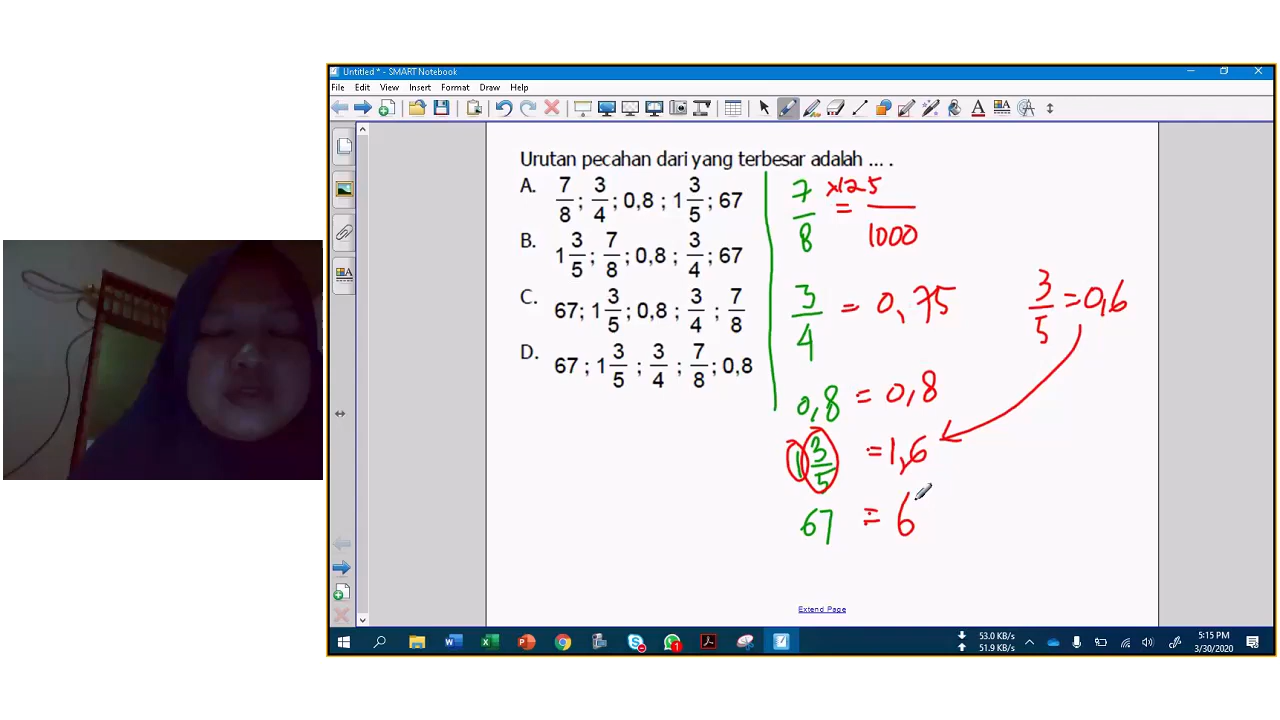 Untitled * - SMART Notebook
File Edit View Insert Format Draw Help
Urutan pecahan dari yang terbesar adalah ... .
A. 7/8 ; 3/4 ; 0,8 ; 1 3/5 ; 67
B. 1 3/5 ; 7/8 ; 0,8 ; 3/4 ; 67
C. 67 ; 1 3/5 ; 0,8 ; 3/4 ; 7/8
D. 67 ; 1 3/5 ; 3/4 ; 7/8 ; 0,8
7/8 x125 = /1000
3/4 = 0,75
3/5 = 0,6
0,8 = 0,8
1 3/5 = 1,6
67 = 6
Extend Page
53.0 KB/s
51.9 KB/s
5:15 PM
3/30/2020